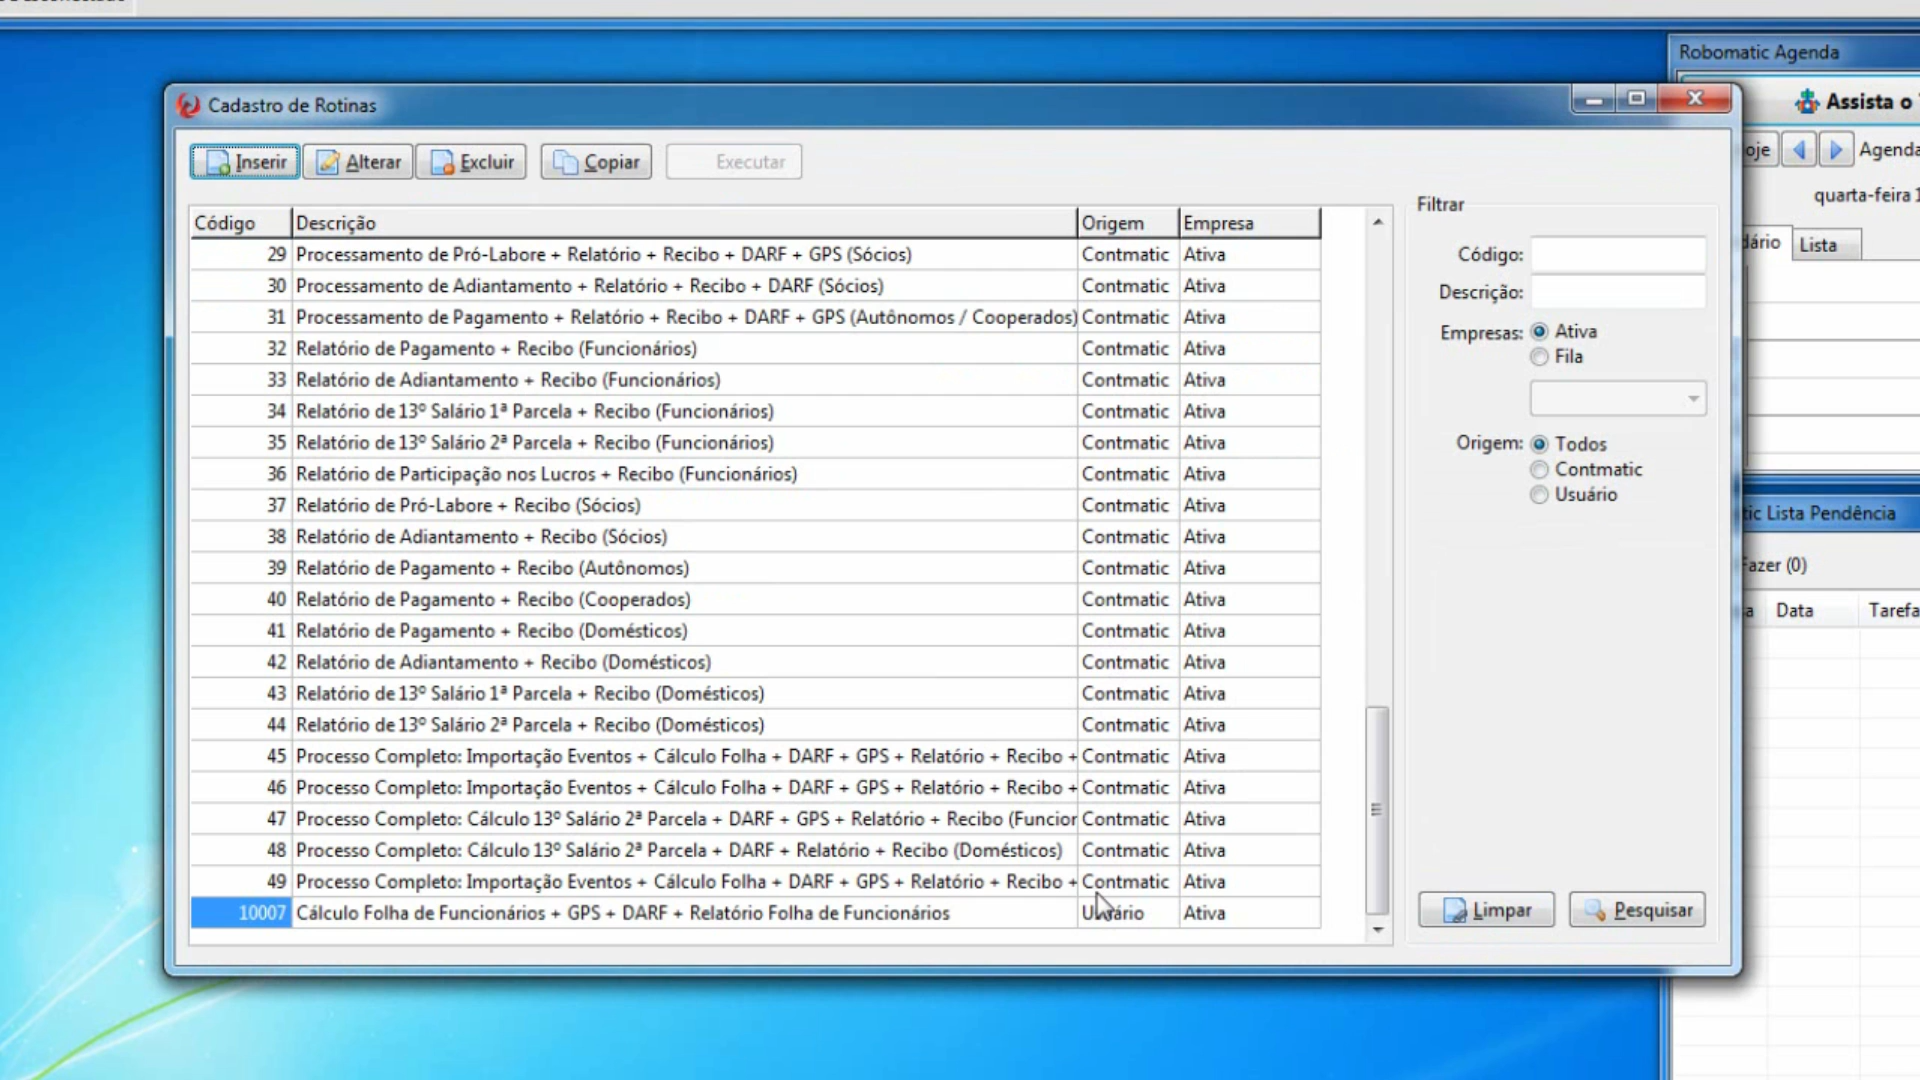 Robomatic Agenda
Cadastro de Rotinas
Assista o
Inserir Alterar Excluir Copiar Executar
oje Agenda
quarta-feira 1
Filtrar
Código Descrição Origem Empresa
dário Lista
29 Processamento de Pró-Labore + Relatório + Recibo + DARF + GPS (Sócios) Contmatic Ativa
30 Processamento de Adiantamento + Relatório + Recibo + DARF (Sócios) Contmatic Ativa
31 Processamento de Pagamento + Relatório + Recibo + DARF + GPS (Autônomos / Cooperados) Contmatic Ativa
32 Relatório de Pagamento + Recibo (Funcionários) Contmatic Ativa
33 Relatório de Adiantamento + Recibo (Funcionários) Contmatic Ativa
34 Relatório de 13º Salário 1ª Parcela + Recibo (Funcionários) Contmatic Ativa
35 Relatório de 13º Salário 2ª Parcela + Recibo (Funcionários) Contmatic Ativa
36 Relatório de Participação nos Lucros + Recibo (Funcionários) Contmatic Ativa
37 Relatório de Pró-Labore + Recibo (Sócios) Contmatic Ativa
38 Relatório de Adiantamento + Recibo (Sócios) Contmatic Ativa
39 Relatório de Pagamento + Recibo (Autônomos) Contmatic Ativa
40 Relatório de Pagamento + Recibo (Cooperados) Contmatic Ativa
41 Relatório de Pagamento + Recibo (Domésticos) Contmatic Ativa
42 Relatório de Adiantamento + Recibo (Domésticos) Contmatic Ativa
43 Relatório de 13º Salário 1ª Parcela + Recibo (Domésticos) Contmatic Ativa
44 Relatório de 13º Salário 2ª Parcela + Recibo (Domésticos) Contmatic Ativa
45 Processo Completo: Importação Eventos + Cálculo Folha + DARF + GPS + Relatório + Recibo + Contmatic Ativa
46 Processo Completo: Importação Eventos + Cálculo Folha + DARF + GPS + Relatório + Recibo + Contmatic Ativa
47 Processo Completo: Cálculo 13º Salário 2ª Parcela + DARF + GPS + Relatório + Recibo (Funcior Contmatic Ativa
48 Processo Completo: Cálculo 13º Salário 2ª Parcela + DARF + Relatório + Recibo (Domésticos) Contmatic Ativa
49 Processo Completo: Importação Eventos + Cálculo Folha + DARF + GPS + Relatório + Recibo + Contmatic Ativa
10007 Cálculo Folha de Funcionários + GPS + DARF + Relatório Folha de Funcionários Usuário Ativa
Código:
Descrição:
Empresas: Ativa
Fila
Origem: Todos
Contmatic
Usuário
Limpar Pesquisar
tic Lista Pendência
Fazer (0)
a Data Tarefa